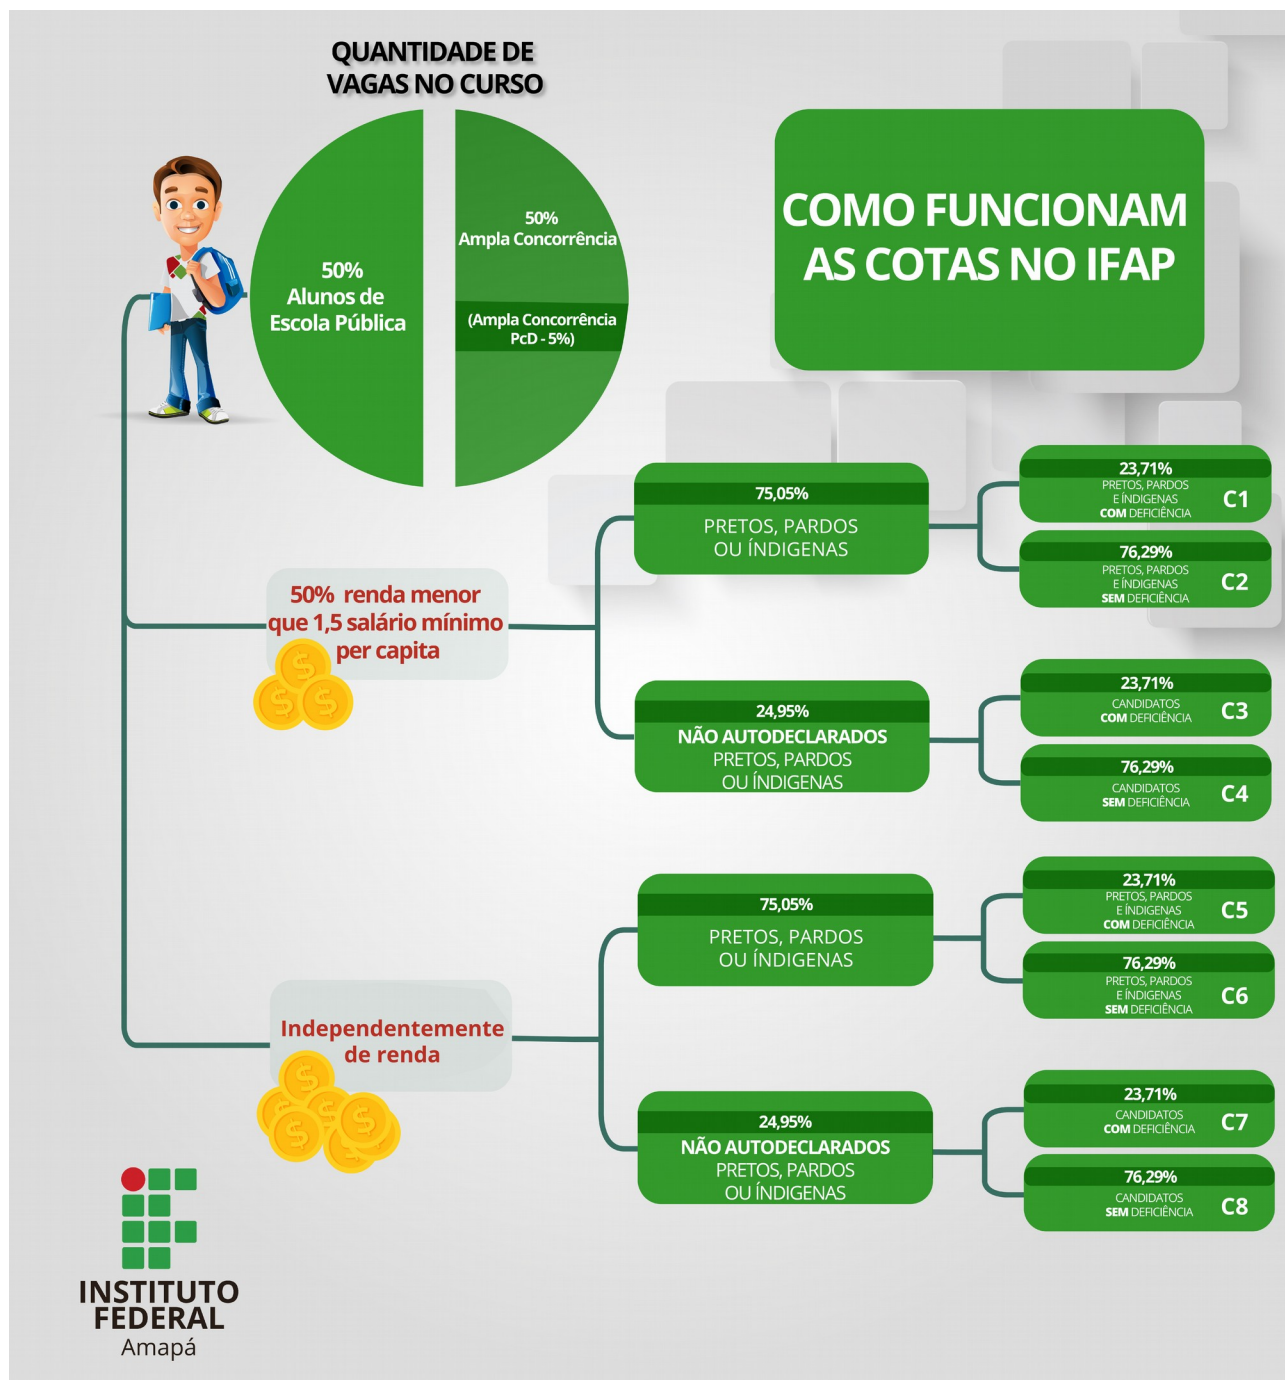 QUANTIDADE DE
VAGAS NO CURSO
50%
Alunos de
Escola Pública
50%
Ampla Concorrência
(Ampla Concorrência
PcD - 5%)
COMO FUNCIONAM
AS COTAS NO IFAP
50% renda menor
que 1,5 salário mínimo
per capita
75,05%
PRETOS, PARDOS
OU ÍNDIGENAS
23,71%
PRETOS, PARDOS
E ÍNDIGENAS
COM DEFICIÊNCIA
C1
76,29%
PRETOS, PARDOS
E ÍNDIGENAS
SEM DEFICIÊNCIA
C2
24,95%
NÃO AUTODECLARADOS
PRETOS, PARDOS
OU ÍNDIGENAS
23,71%
CANDIDATOS
COM DEFICIÊNCIA
C3
76,29%
CANDIDATOS
SEM DEFICIÊNCIA
C4
Independentemente
de renda
75,05%
PRETOS, PARDOS
OU ÍNDIGENAS
23,71%
PRETOS, PARDOS
E ÍNDIGENAS
COM DEFICIÊNCIA
C5
76,29%
PRETOS, PARDOS
E ÍNDIGENAS
SEM DEFICIÊNCIA
C6
24,95%
NÃO AUTODECLARADOS
PRETOS, PARDOS
OU ÍNDIGENAS
23,71%
CANDIDATOS
COM DEFICIÊNCIA
C7
76,29%
CANDIDATOS
SEM DEFICIÊNCIA
C8
INSTITUTO
FEDERAL
Amapá